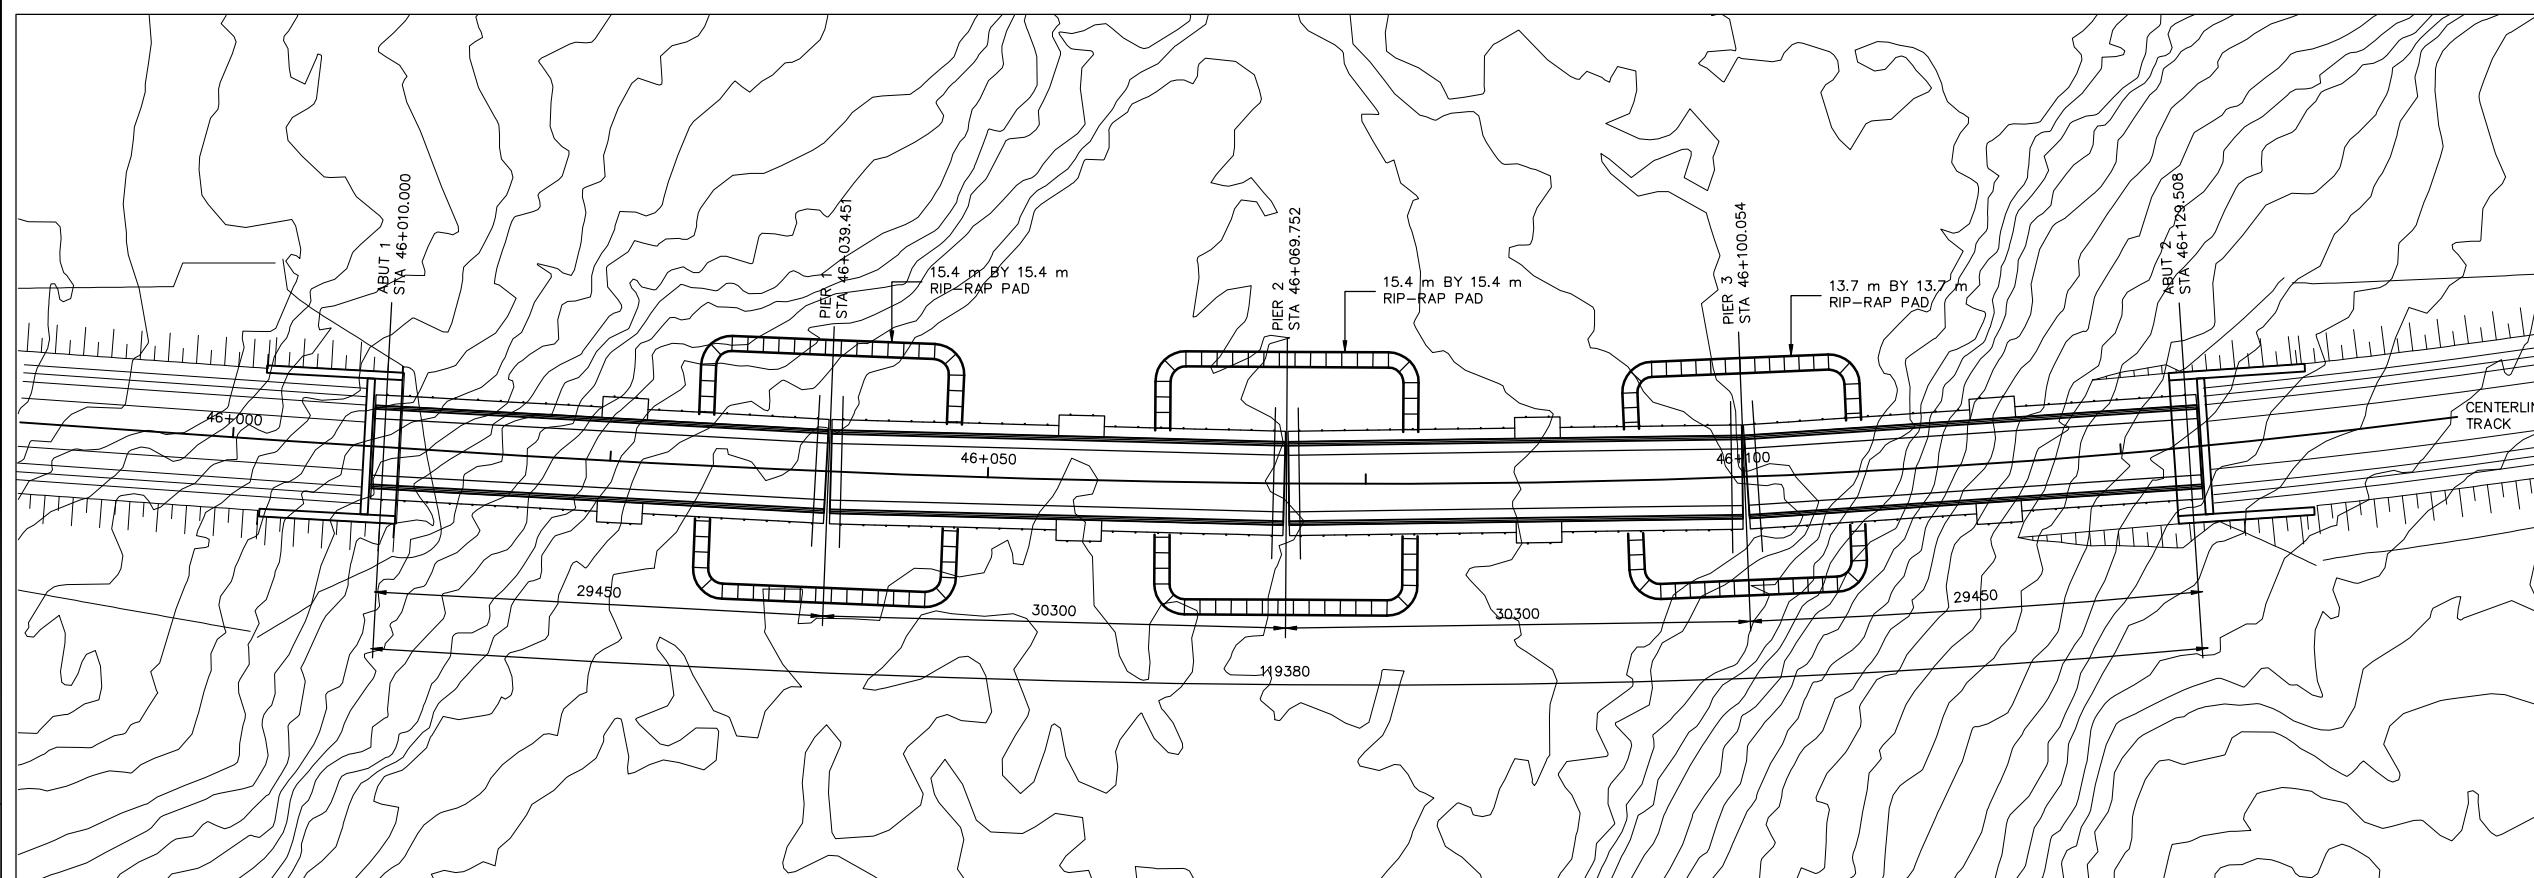 ABUT 1
STA 46+010.000
PIER 1
STA 46+039.451
15.4 m BY 15.4 m
RIP-RAP PAD
PIER 2
STA 46+069.752
15.4 m BY 15.4 m
RIP-RAP PAD
PIER 3
STA 46+100.054
13.7 m BY 13.7 m
RIP-RAP PAD
ABUT 2
STA 46+129.508
46+000
46+050
46+100
CENTERLIN
TRACK
29450
30300
30300
29450
119380